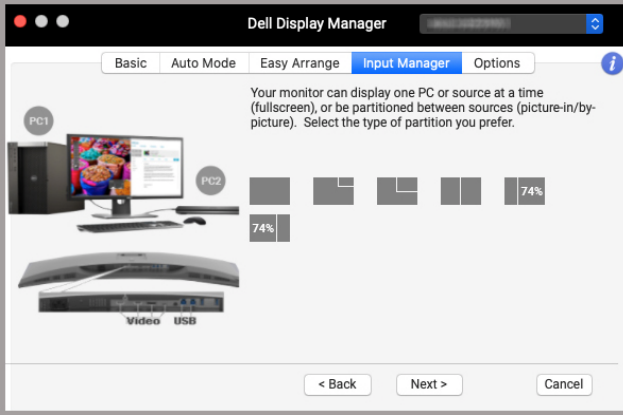 Dell Display Manager
Basic
Auto Mode
Easy Arrange
Input Manager
Options
i
Your monitor can display one PC or source at a time
(fullscreen), or be partitioned between sources (picture-in/by-
picture). Select the type of partition you prefer.
PC1
PC2
74%
74%
Video USB
< Back
Next >
Cancel